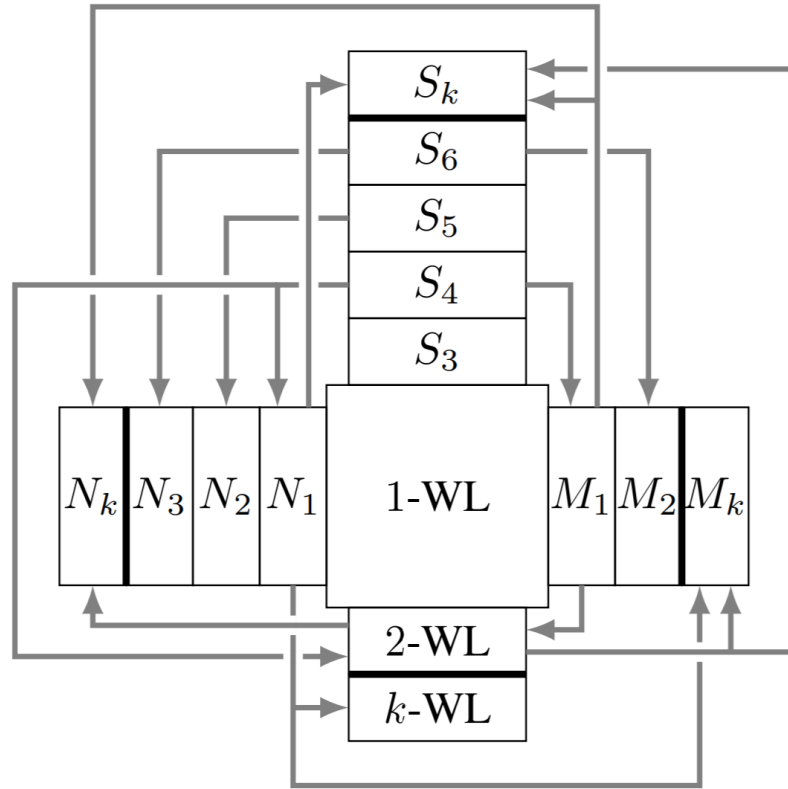 S_k
S_6
S_5
S_4
S_3
N_k N_3 N_2 N_1 1-WL M_1 M_2 M_k
2-WL
k-WL